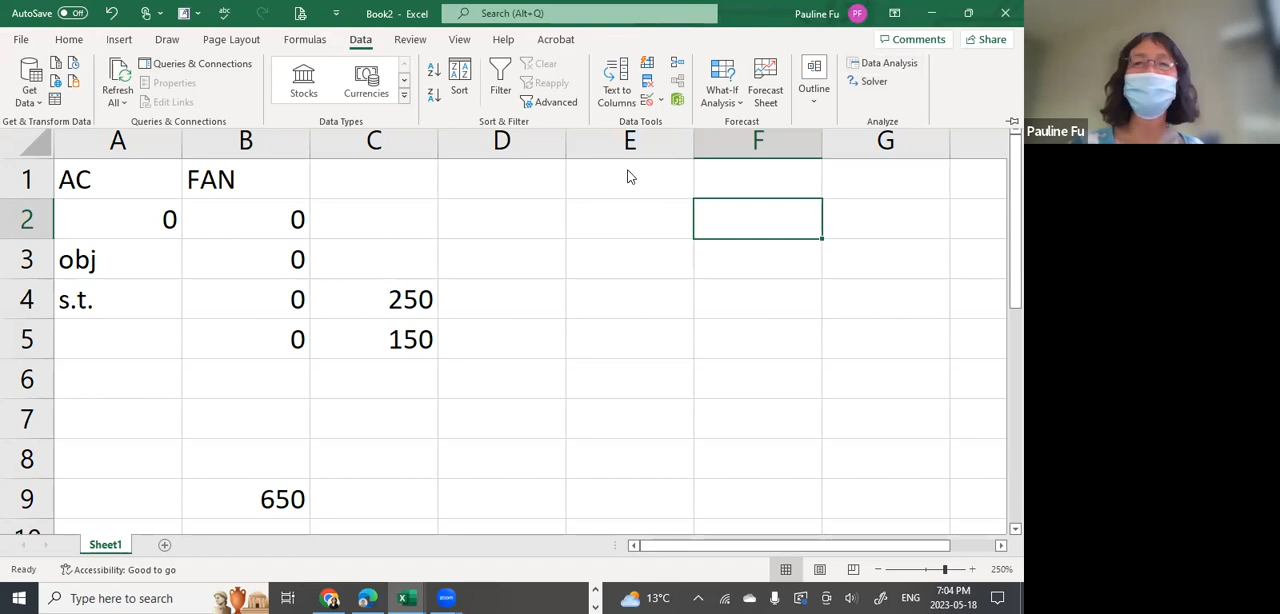 AutoSave Off Book2 - Excel Search (Alt+Q) Pauline Fu PF
File Home Insert Draw Page Layout Formulas Data Review View Help Acrobat Comments Share
Get Data Refresh All Queries & Connections Properties Edit Links Stocks Currencies Sort Filter Clear Reapply Advanced Text to Columns What-If Analysis Forecast Sheet Outline Data Analysis Solver
Get & Transform Data Queries & Connections Data Types Sort & Filter Data Tools Forecast Analyze
Pauline Fu
A B C D E F G
1 AC FAN
2 0 0
3 obj 0
4 s.t. 0 250
5 0 150
6
7
8
9 650
10
Sheet1
Ready Accessibility: Good to go 250%
Type here to search 13°C ENG 7:04 PM
2023-05-18